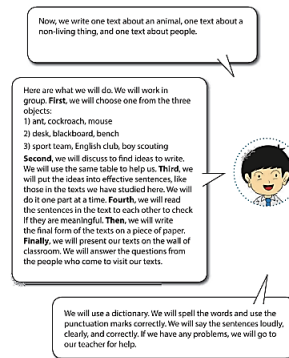 Now, we write one text about an animal, one text about a
non-living thing, and one text about people.
Here are what we will do. We will work in
group. First, we will choose one from the three
objects:
1) ant, cockroach, mouse
2) desk, blackboard, bench
3) sport team, English club, boy scouting
Second, we will discuss to find ideas to write.
We will use the same table to help us. Third, we
will put the ideas into effective sentences, like
those in the texts we have studied here. We will
do it one part at a time. Fourth, we will read
the sentences in the text to each other to check
if they are meaningful. Then, we will write
the final form of the texts on a piece of paper.
Finally, we will present our texts on the wall of
classroom. We will answer the questions from
the people who come to visit our texts.
We will use a dictionary. We will spell the words and use the
punctuation marks correctly. We will say the sentences loudly,
clearly, and correctly. If we have any problems, we will go to
our teacher for help.